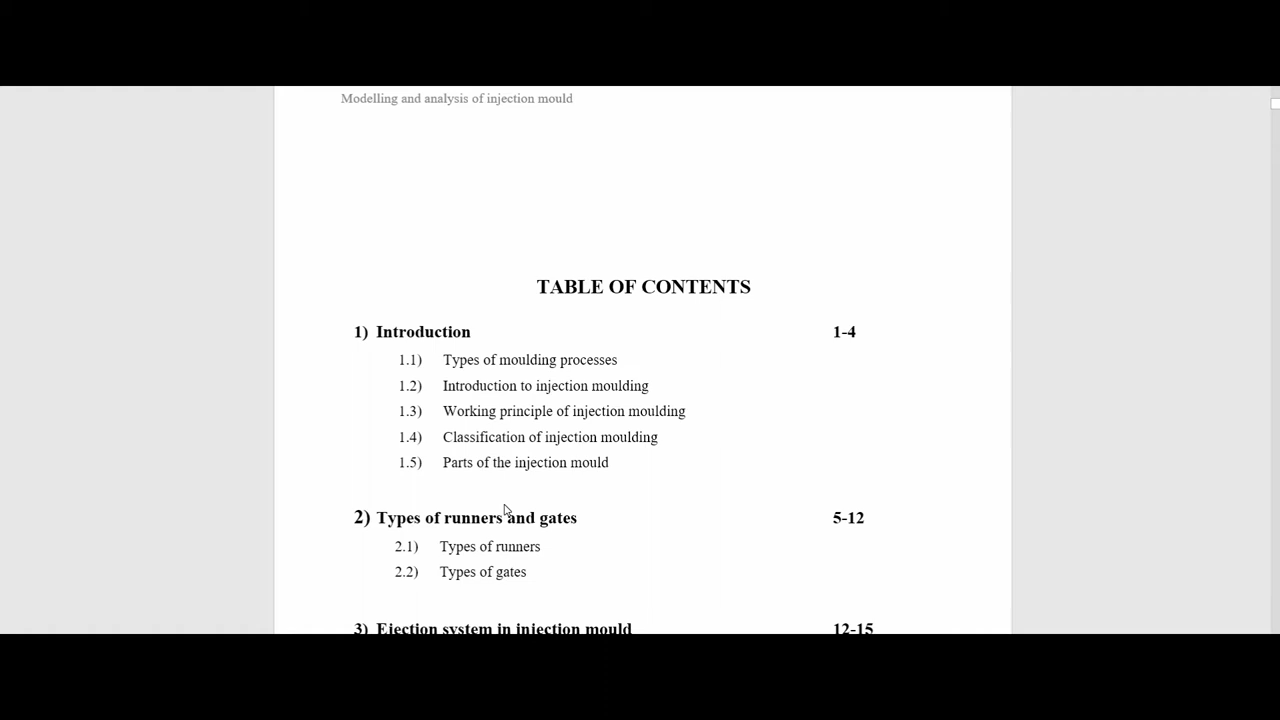 Modelling and analysis of injection mould
TABLE OF CONTENTS
1) Introduction 1-4
1.1) Types of moulding processes
1.2) Introduction to injection moulding
1.3) Working principle of injection moulding
1.4) Classification of injection moulding
1.5) Parts of the injection mould
2) Types of runners and gates 5-12
2.1) Types of runners
2.2) Types of gates
3) Ejection system in injection mould 12-15